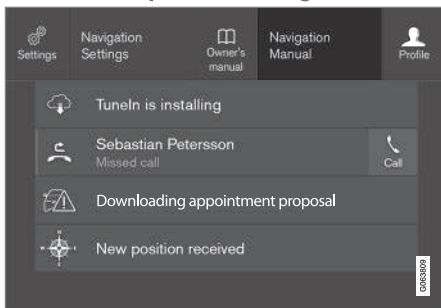 Settings
Navigation
Settings
Owner's
manual
Navigation
Manual
Profile
TuneIn is installing
Sebastian Petersson
Missed call
Call
Downloading appointment proposal
New position received
G063809